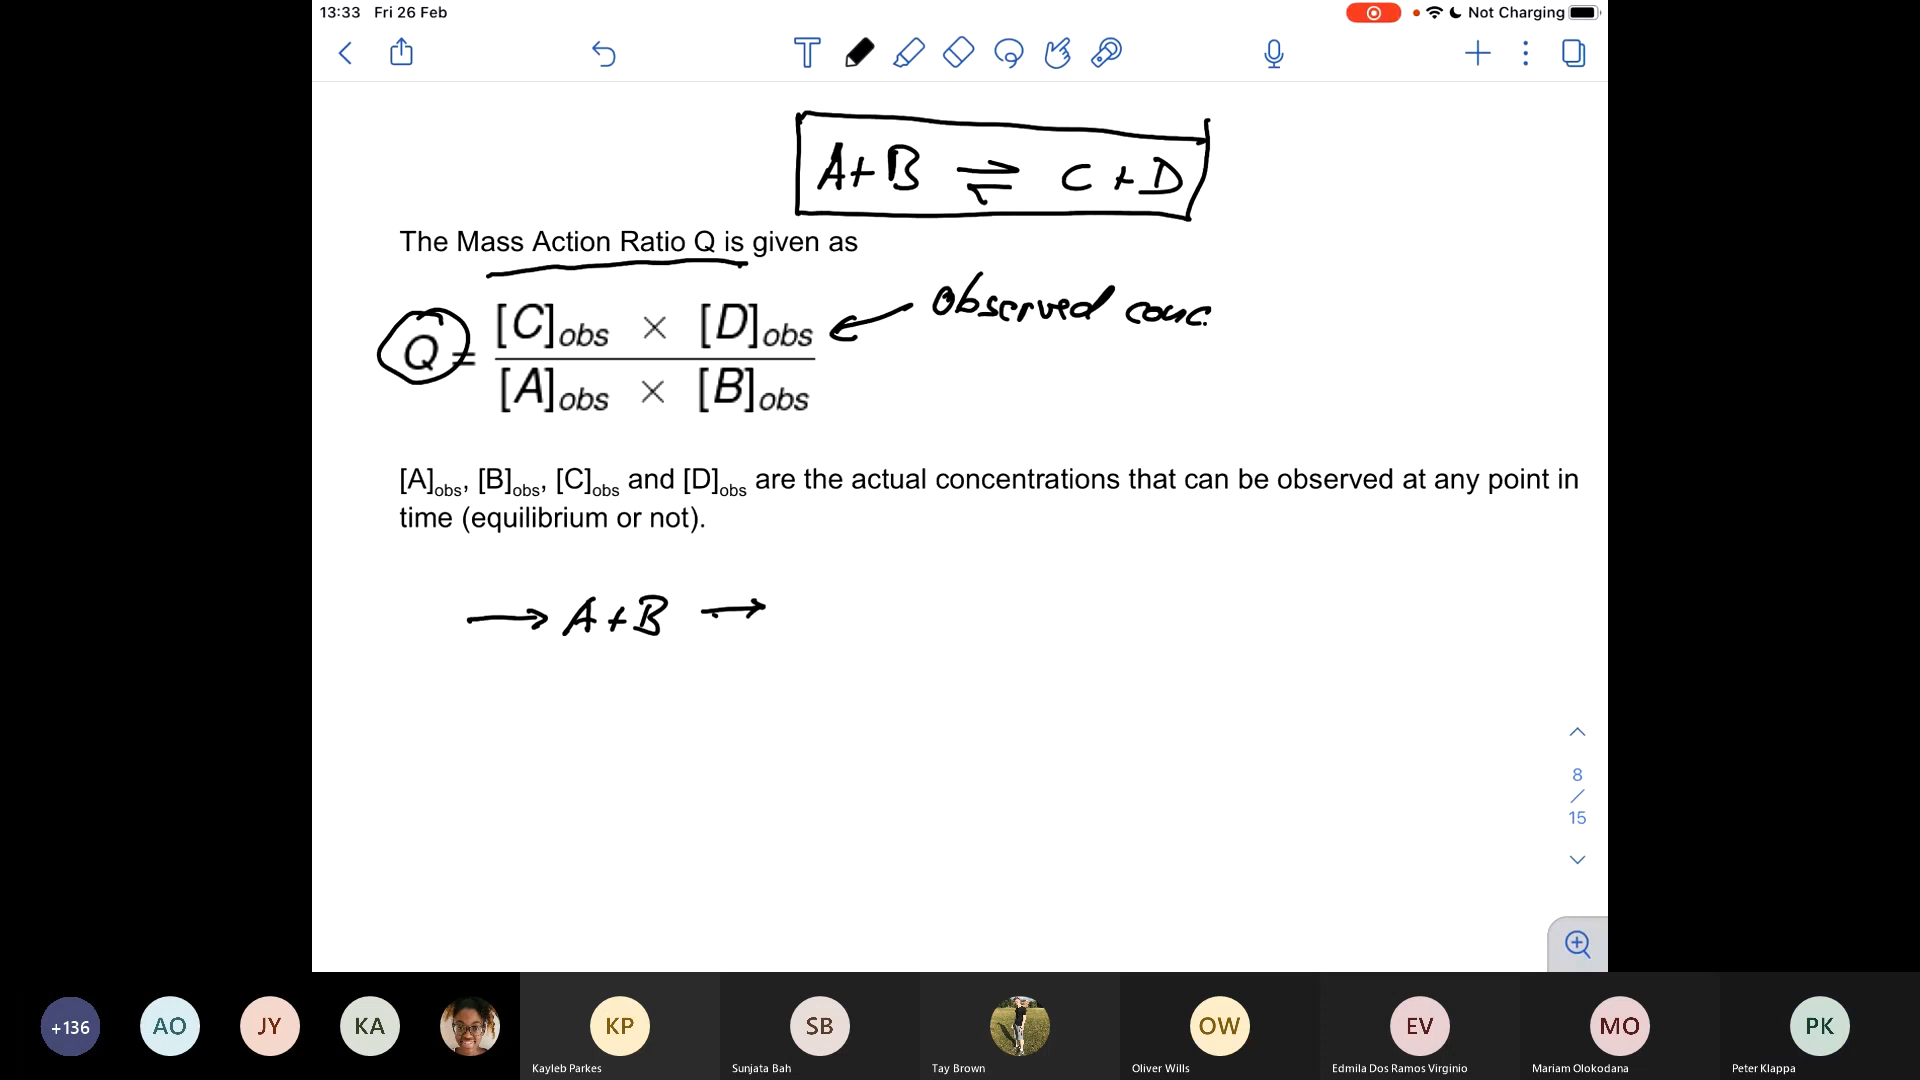 13:33 Fri 26 Feb
Not Charging
T
A + B ⇌ C + D
The Mass Action Ratio Q is given as
Observed conc.
Q = [C]obs × [D]obs
[A]obs × [B]obs
[A]obs, [B]obs, [C]obs and [D]obs are the actual concentrations that can be observed at any point in
time (equilibrium or not).
→ A + B →
8
/
15
+136 AO JY KA KP SB OW EV MO PK
Kayleb Parkes Sunjata Bah Tay Brown Oliver Wills Edmila Dos Ramos Virginio Mariam Olokodana Peter Klappa